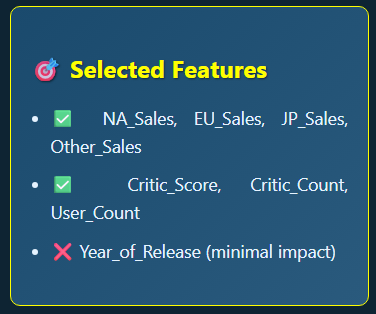 🎯 Selected Features
• ✅ NA_Sales, EU_Sales, JP_Sales,
Other_Sales
• ✅ Critic_Score, Critic_Count,
User_Count
• ❌ Year_of_Release (minimal impact)